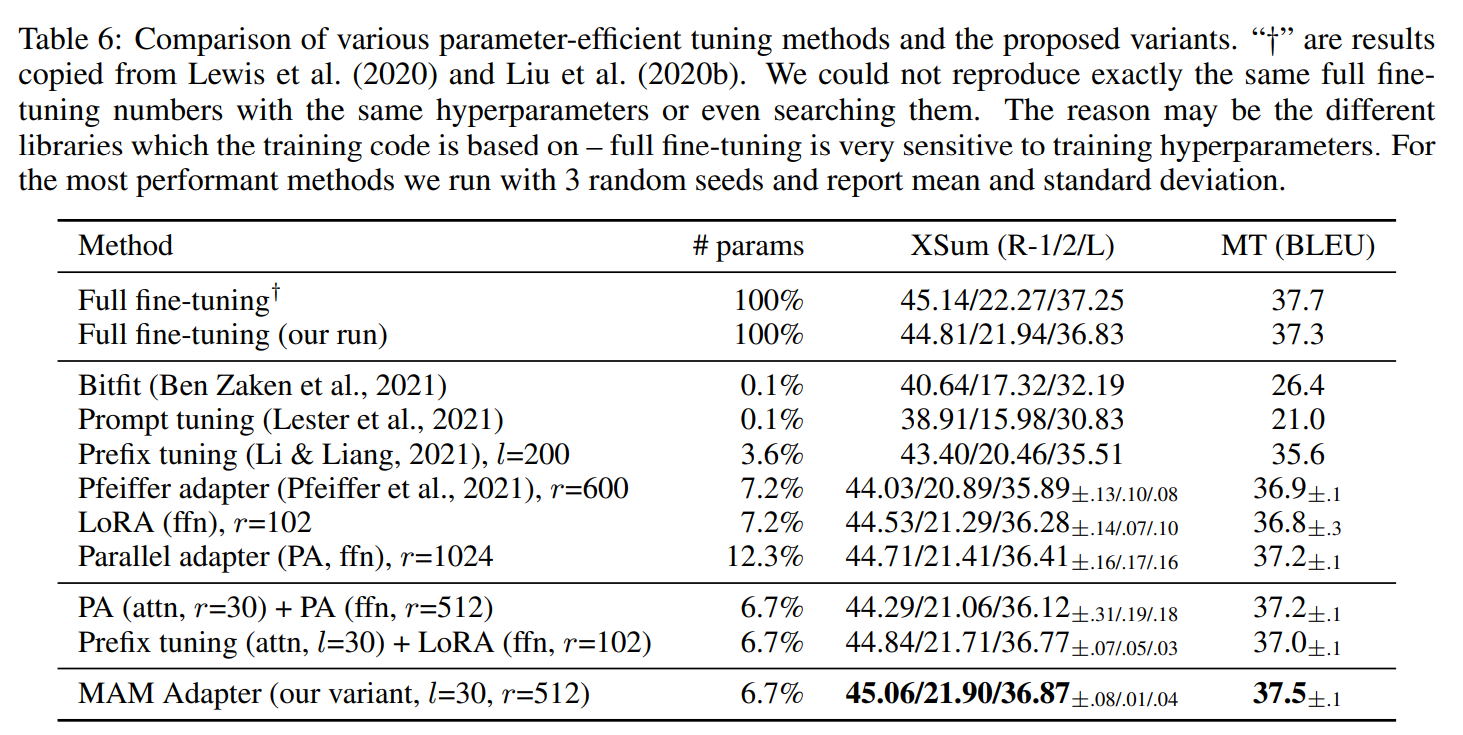 Table 6: Comparison of various parameter-efficient tuning methods and the proposed variants. “†” are results
copied from Lewis et al. (2020) and Liu et al. (2020b). We could not reproduce exactly the same full fine-
tuning numbers with the same hyperparameters or even searching them. The reason may be the different
libraries which the training code is based on – full fine-tuning is very sensitive to training hyperparameters. For
the most performant methods we run with 3 random seeds and report mean and standard deviation.
Method # params XSum (R-1/2/L) MT (BLEU)
Full fine-tuning† 100% 45.14/22.27/37.25 37.7
Full fine-tuning (our run) 100% 44.81/21.94/36.83 37.3
Bitfit (Ben Zaken et al., 2021) 0.1% 40.64/17.32/32.19 26.4
Prompt tuning (Lester et al., 2021) 0.1% 38.91/15.98/30.83 21.0
Prefix tuning (Li & Liang, 2021), l=200 3.6% 43.40/20.46/35.51 35.6
Pfeiffer adapter (Pfeiffer et al., 2021), r=600 7.2% 44.03/20.89/35.89±.13/.10/.08 36.9±.1
LoRA (ffn), r=102 7.2% 44.53/21.29/36.28±.14/.07/.10 36.8±.3
Parallel adapter (PA, ffn), r=1024 12.3% 44.71/21.41/36.41±.16/.17/.16 37.2±.1
PA (attn, r=30) + PA (ffn, r=512) 6.7% 44.29/21.06/36.12±.31/.19/.18 37.2±.1
Prefix tuning (attn, l=30) + LoRA (ffn, r=102) 6.7% 44.84/21.71/36.77±.07/.05/.03 37.0±.1
MAM Adapter (our variant, l=30, r=512) 6.7% 45.06/21.90/36.87±.08/.01/.04 37.5±.1